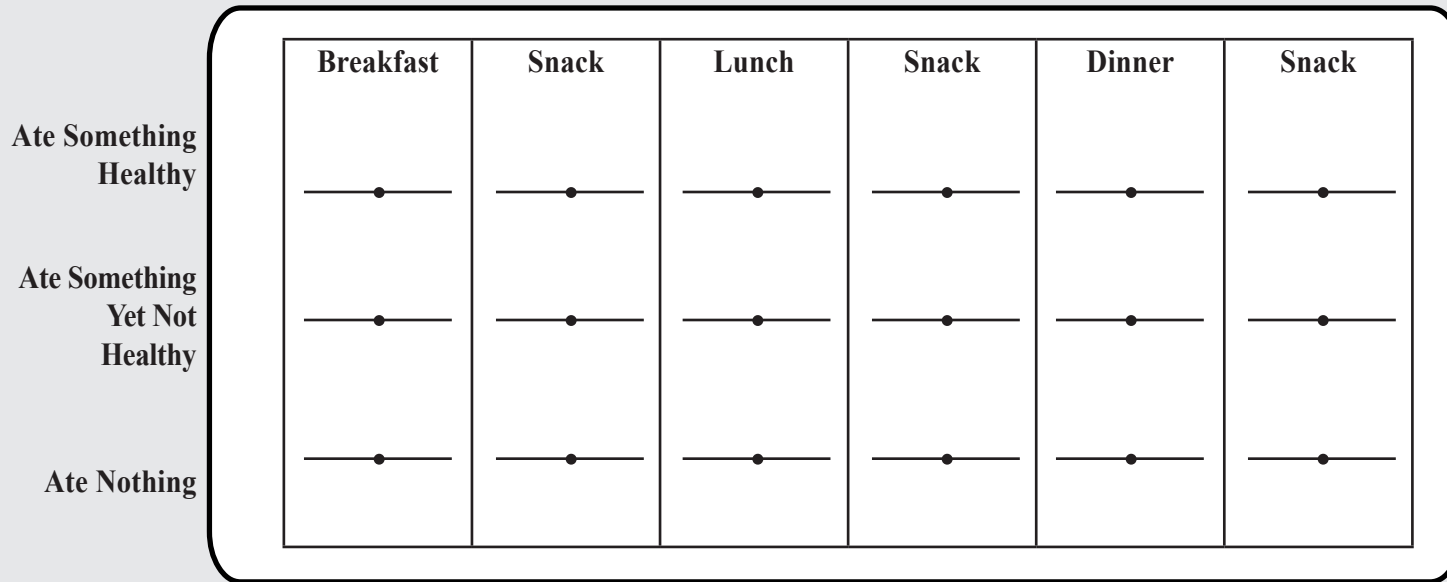 Breakfast Snack Lunch Snack Dinner Snack
Ate Something
Healthy
Ate Something
Yet Not
Healthy
Ate Nothing